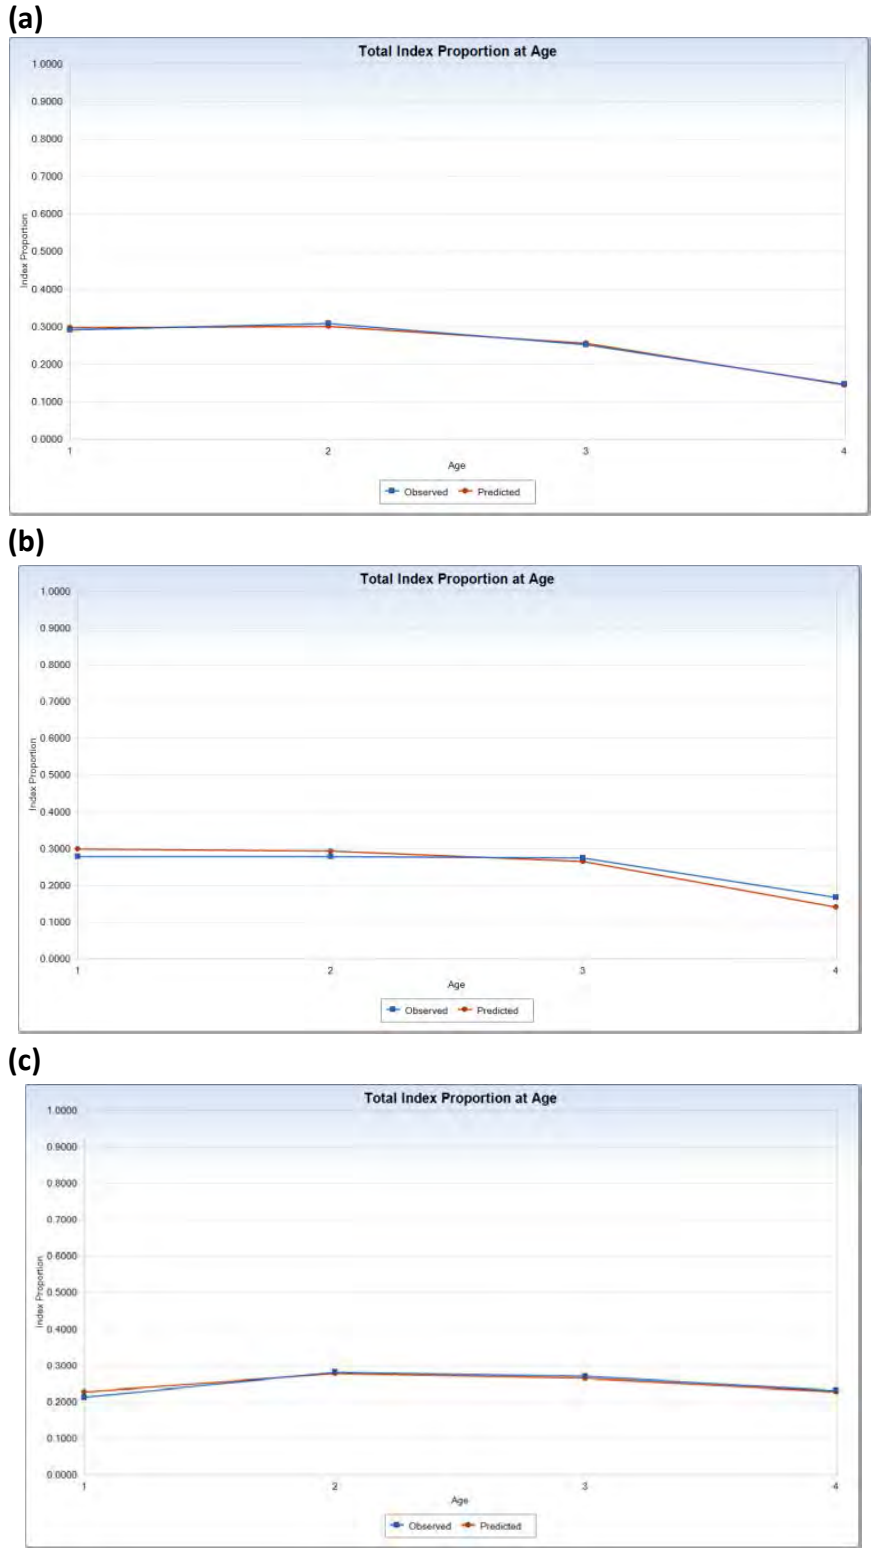 (a)
Total Index Proportion at Age
1.0000
0.9000
0.8000
0.7000
0.6000
0.5000
0.4000
0.3000
0.2000
0.1000
0.0000
Index Proportion
1 2 3 4
Age
Observed Predicted
(b)
Total Index Proportion at Age
1.0000
0.9000
0.8000
0.7000
0.6000
0.5000
0.4000
0.3000
0.2000
0.1000
0.0000
Index Proportion
1 2 3 4
Age
Observed Predicted
(c)
Total Index Proportion at Age
1.0000
0.9000
0.8000
0.7000
0.6000
0.5000
0.4000
0.3000
0.2000
0.1000
0.0000
Index Proportion
1 2 3 4
Age
Observed Predicted